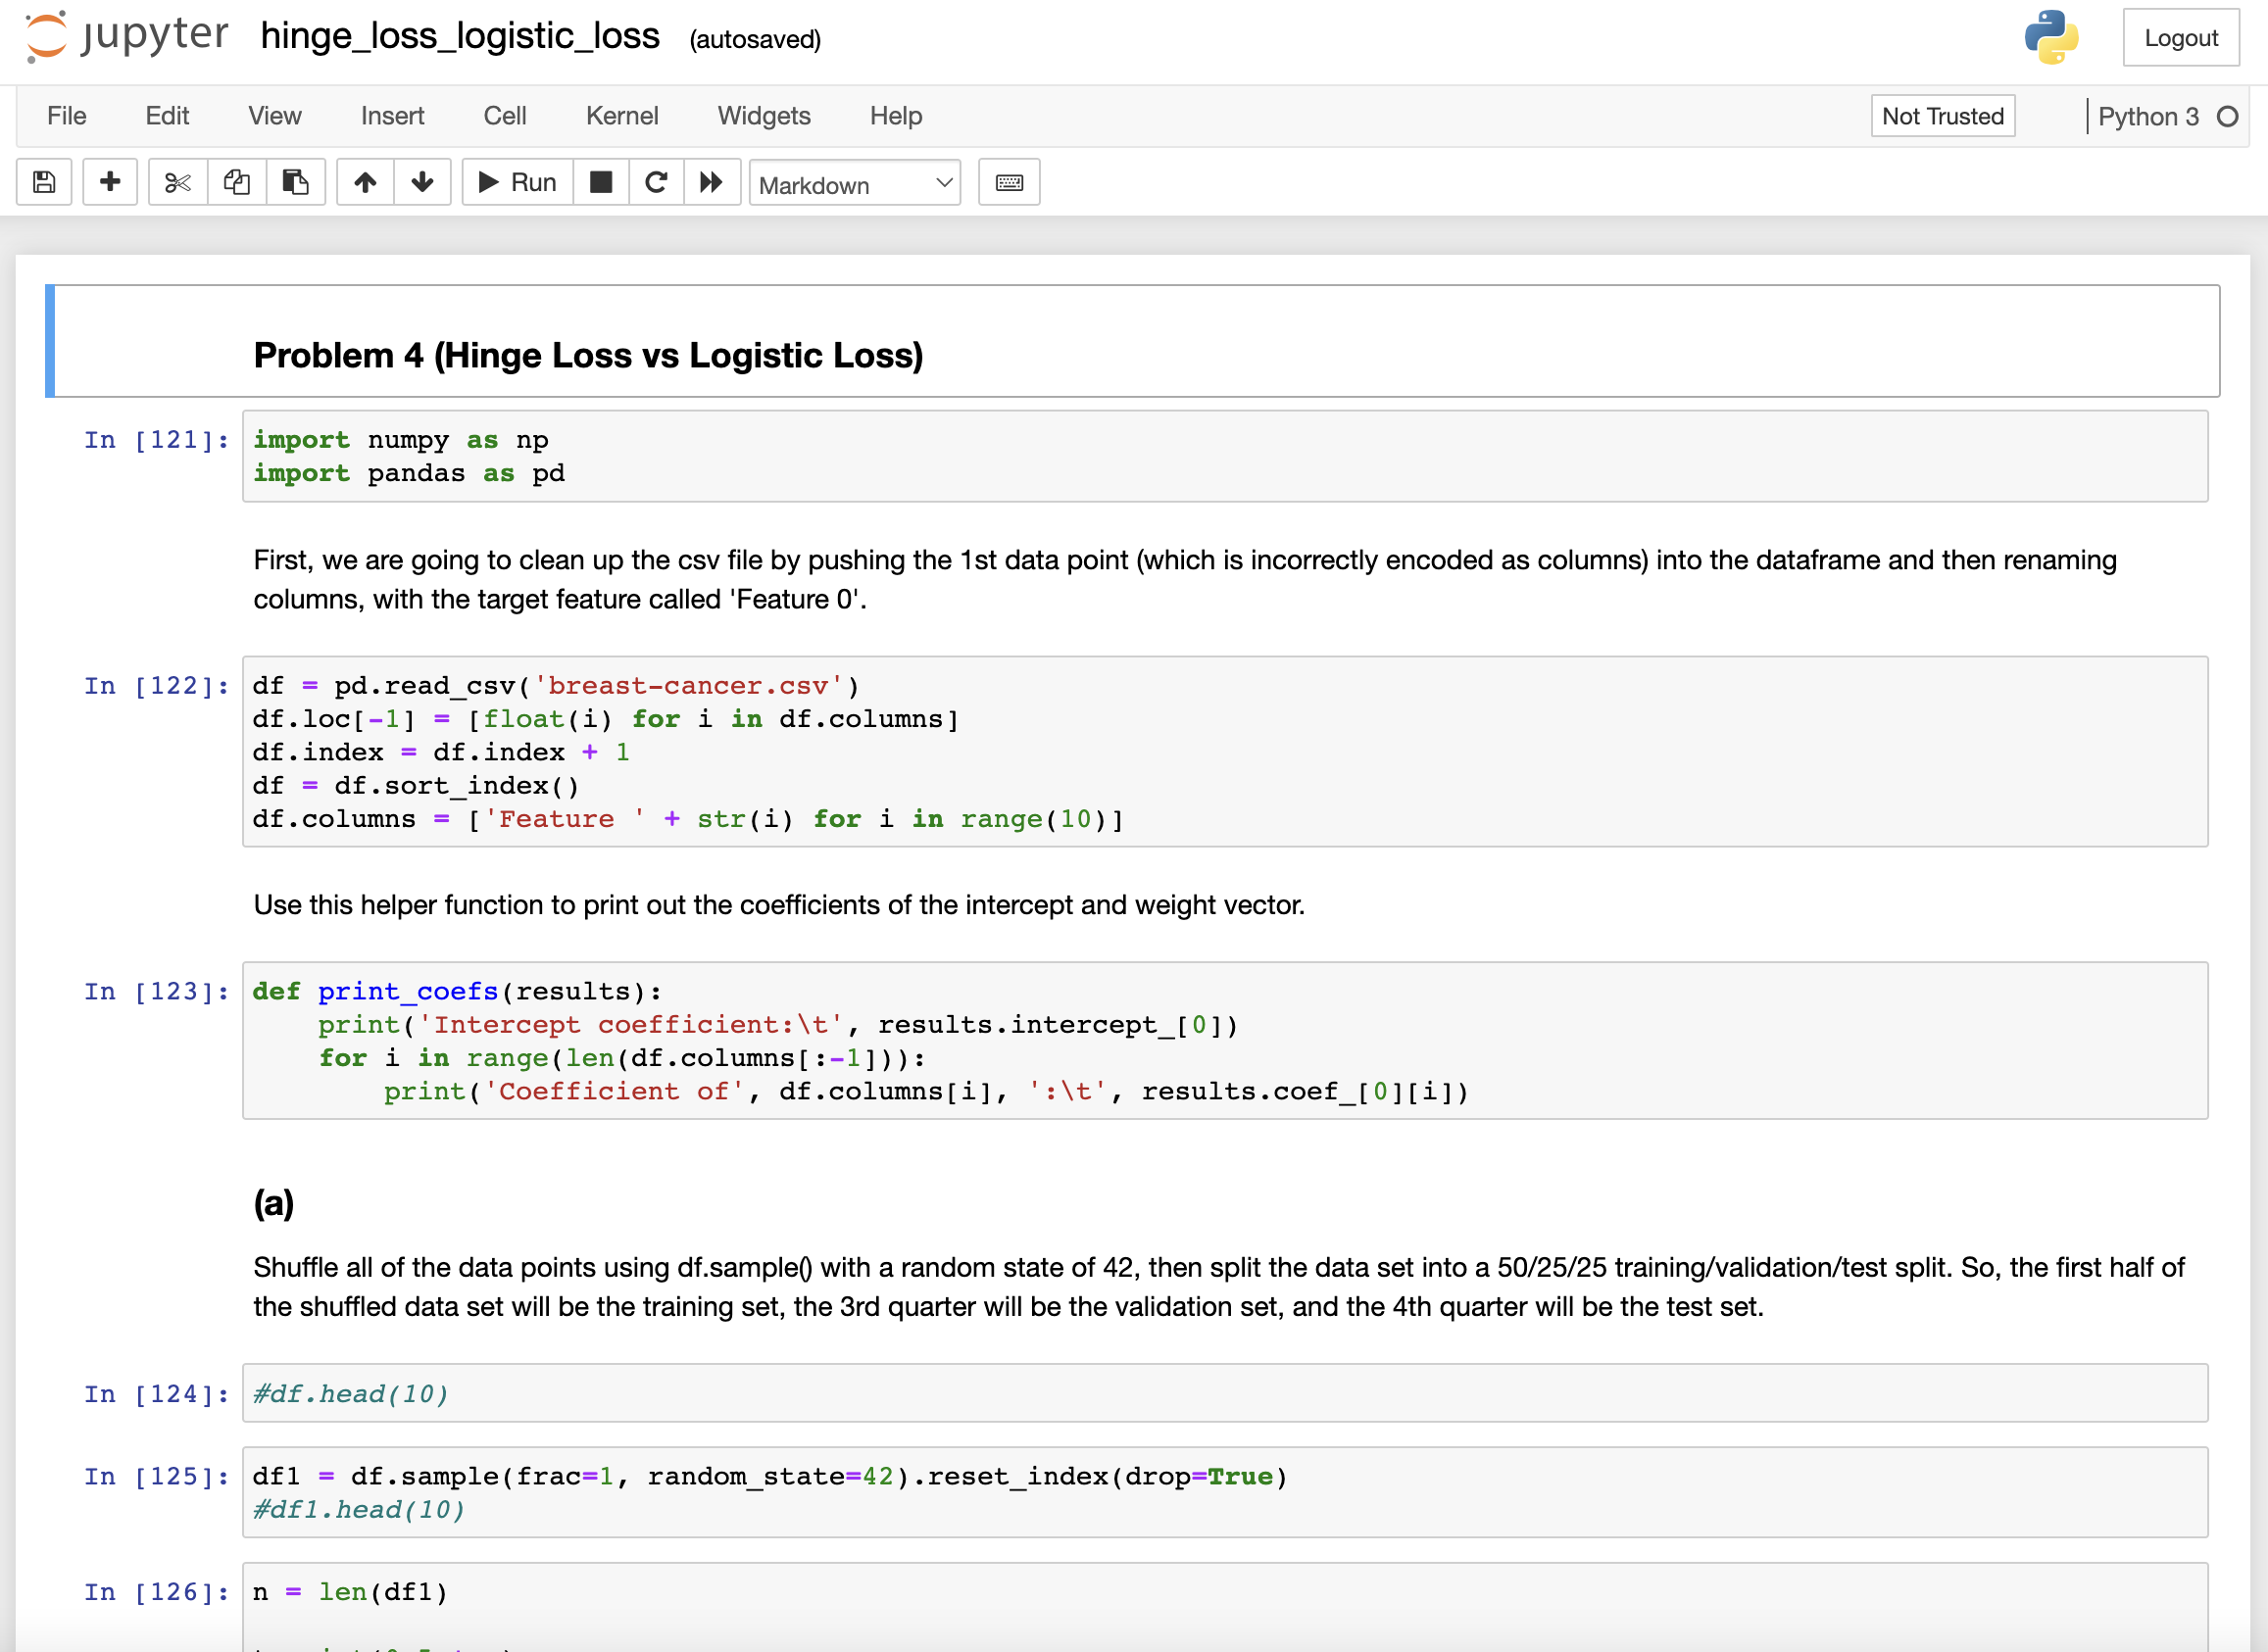 jupyter hinge_loss_logistic_loss (autosaved) Logout
File Edit View Insert Cell Kernel Widgets Help Not Trusted Python 3
Run Markdown
Problem 4 (Hinge Loss vs Logistic Loss)
In [121]: import numpy as np
import pandas as pd
First, we are going to clean up the csv file by pushing the 1st data point (which is incorrectly encoded as columns) into the dataframe and then renaming
columns, with the target feature called 'Feature 0'.
In [122]: df = pd.read_csv('breast-cancer.csv')
df.loc[-1] = [float(i) for i in df.columns]
df.index = df.index + 1
df = df.sort_index()
df.columns = ['Feature ' + str(i) for i in range(10)]
Use this helper function to print out the coefficients of the intercept and weight vector.
In [123]: def print_coefs(results):
    print('Intercept coefficient:\t', results.intercept_[0])
    for i in range(len(df.columns[:-1])):
        print('Coefficient of', df.columns[i], ':\t', results.coef_[0][i])
(a)
Shuffle all of the data points using df.sample() with a random state of 42, then split the data set into a 50/25/25 training/validation/test split. So, the first half of
the shuffled data set will be the training set, the 3rd quarter will be the validation set, and the 4th quarter will be the test set.
In [124]: #df.head(10)
In [125]: df1 = df.sample(frac=1, random_state=42).reset_index(drop=True)
#df1.head(10)
In [126]: n = len(df1)